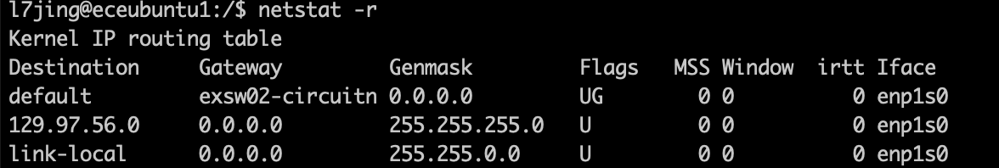 l7jing@eceubuntu1:/$ netstat -r
Kernel IP routing table
Destination     Gateway         Genmask         Flags   MSS Window  irtt Iface
default         exsw02-circuitn 0.0.0.0         UG        0 0          0 enp1s0
129.97.56.0     0.0.0.0         255.255.255.0   U         0 0          0 enp1s0
link-local      0.0.0.0         255.255.0.0     U         0 0          0 enp1s0